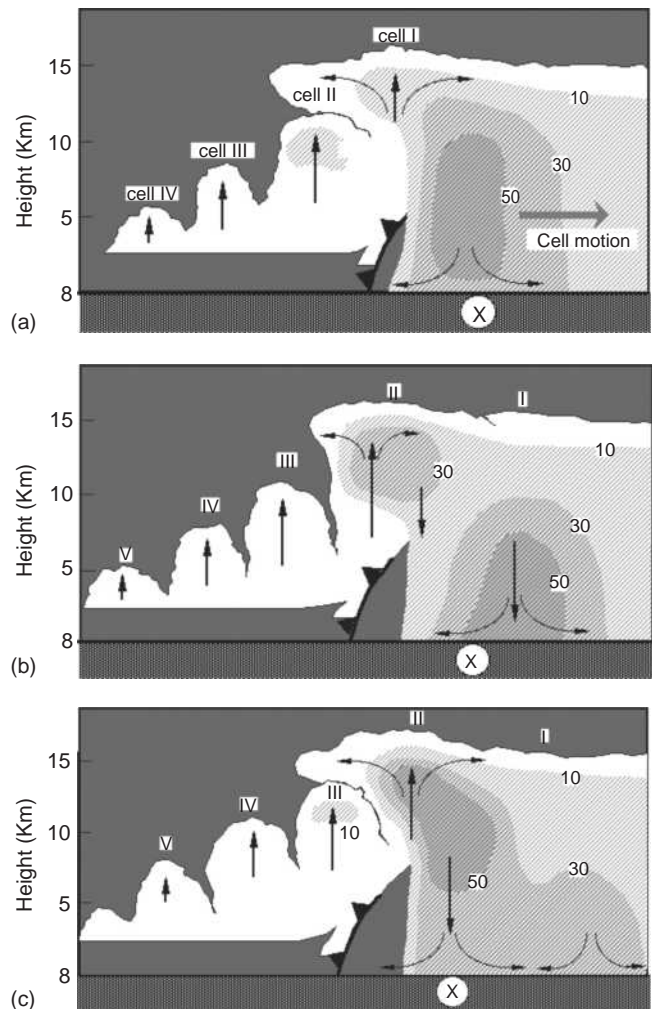 cell I
15
cell II
10
10
cell III
30
Height (Km)
cell IV
50
5
Cell motion
8
(a)
X
II
I
15
10
III
30
10
IV
30
Height (Km)
V
5
50
8
(b)
X
II
I
15
10
III
IV
10
10
Height (Km)
V
30
50
5
8
(c)
X